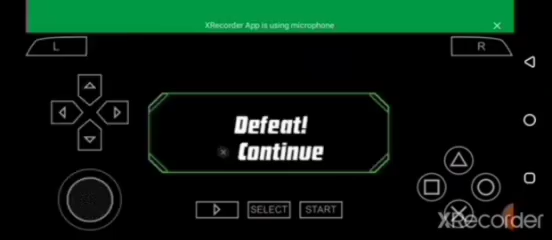 XRecorder App is using microphone
L
R
Defeat!
Continue
SELECT
START
XRecorder